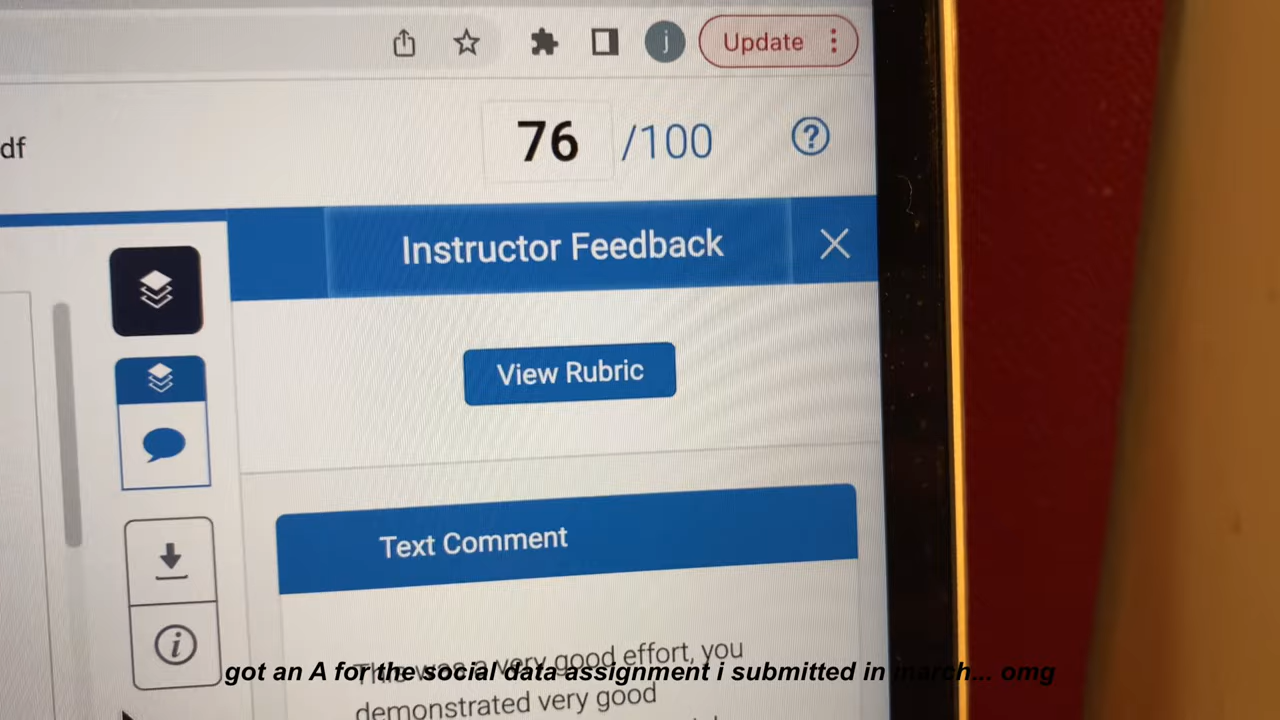 j
Update
df
76 /100
Instructor Feedback
View Rubric
Text Comment
This was a very good effort, you
demonstrated very good
got an A for the social data assignment i submitted in march... omg